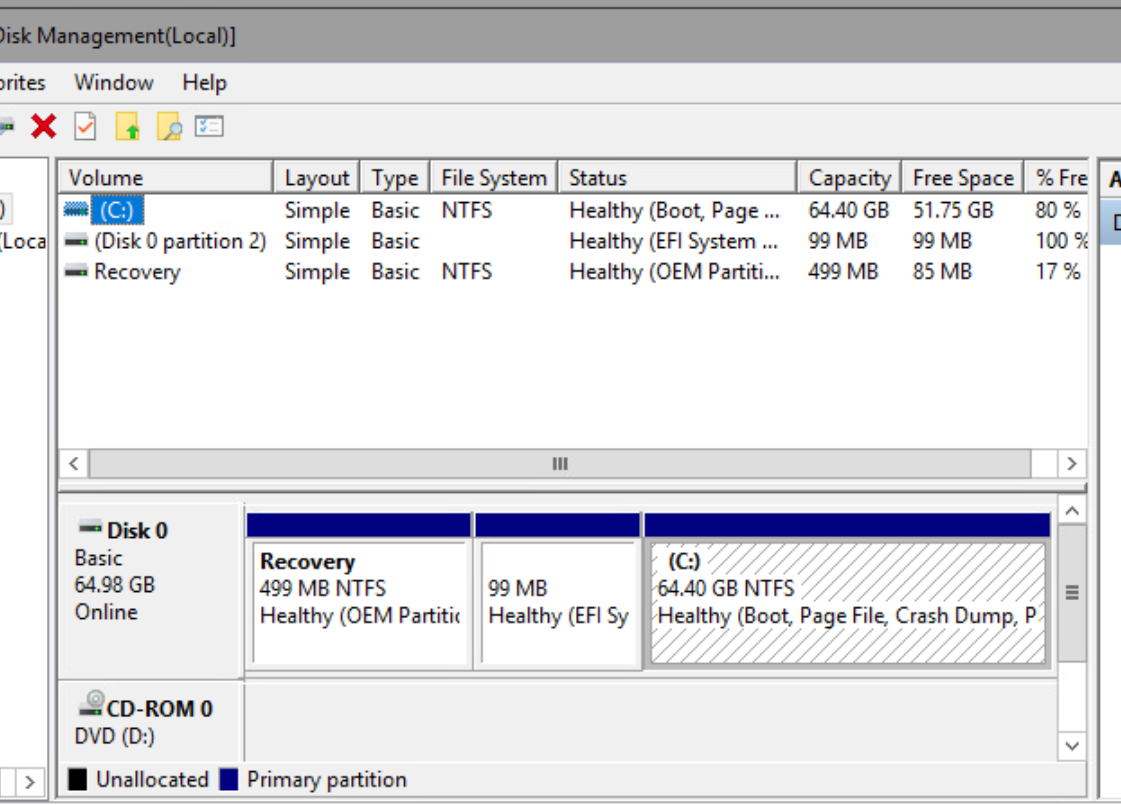 Disk Management(Local)]
orites Window Help
Volume Layout Type File System Status Capacity Free Space % Fre
(C:) Simple Basic NTFS Healthy (Boot, Page ... 64.40 GB 51.75 GB 80 %
(Loca (Disk 0 partition 2) Simple Basic Healthy (EFI System ... 99 MB 99 MB 100 %
Recovery Simple Basic NTFS Healthy (OEM Partiti... 499 MB 85 MB 17 %
Disk 0
Basic
64.98 GB
Online
Recovery
499 MB NTFS
Healthy (OEM Partitic
99 MB
Healthy (EFI Sy
(C:)
64.40 GB NTFS
Healthy (Boot, Page File, Crash Dump, P
CD-ROM 0
DVD (D:)
Unallocated Primary partition